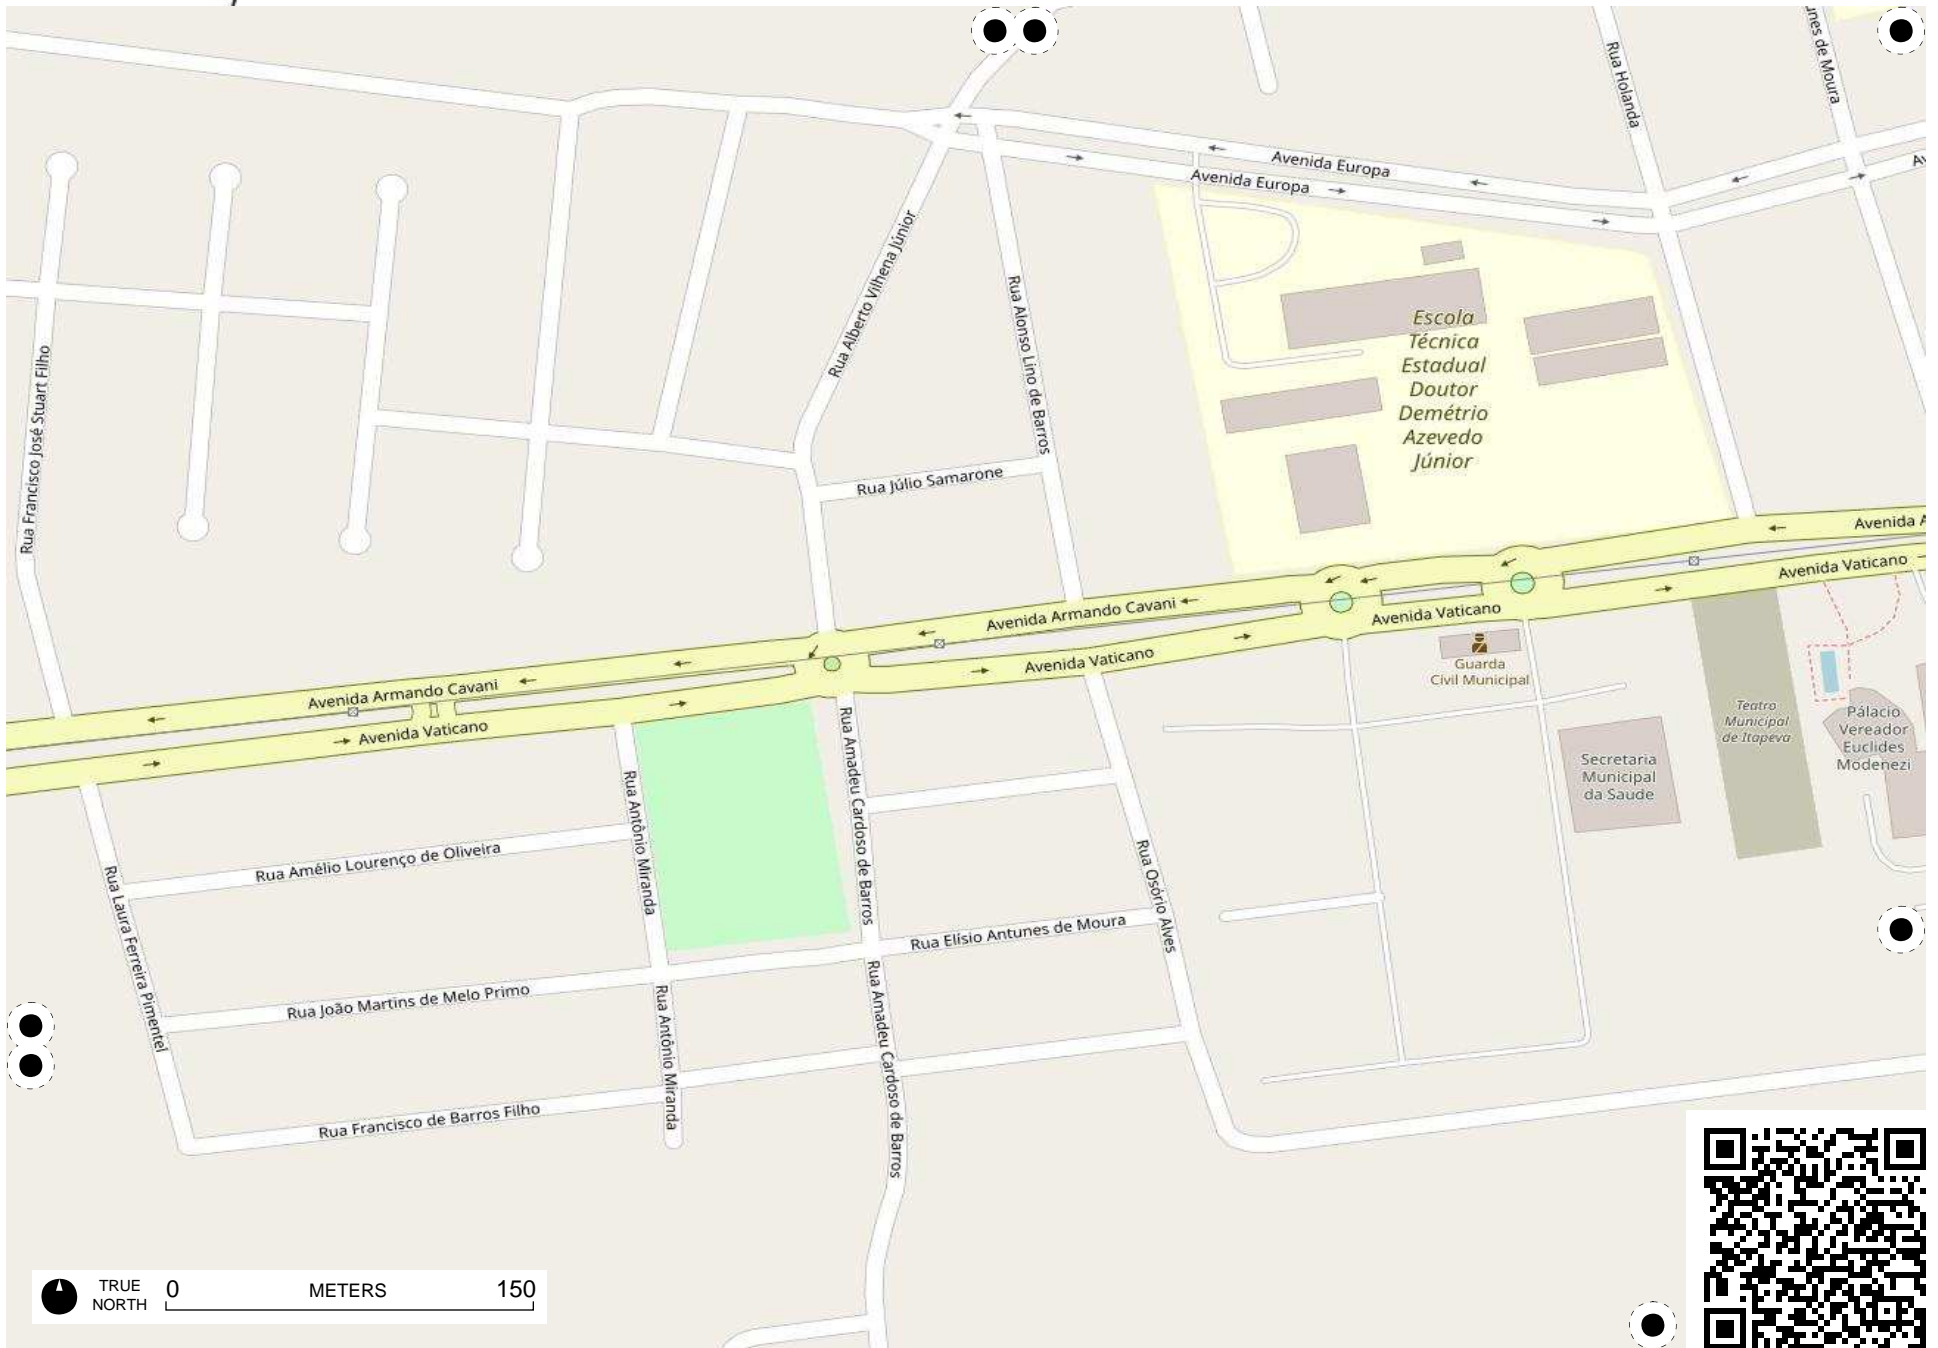 Rua Holanda
unes de Moura
Avenida Europa
Avenida Europa
Rua Alberto Vilhena Júnior
Rua Alonso Lino de Barros
Rua Francisco José Stuart Filho
Escola
Técnica
Estadual
Doutor
Demétrio
Azevedo
Júnior
Rua Júlio Samarone
Avenida A
Avenida Vaticano
Avenida Armando Cavani
Avenida Vaticano
Avenida Vaticano
Guarda
Civil Municipal
Avenida Armando Cavani
Avenida Vaticano
Teatro
Municipal
de Itapeva
Pálacio
Vereador
Euclides
Modenezi
Secretaria
Municipal
da Saude
Rua Antônio Miranda
Rua Amadeu Cardoso de Barros
Rua Osório Alves
Rua Amélio Lourenço de Oliveira
Rua Laura Ferreira Pimentel
Rua Elísio Antunes de Moura
Rua João Martins de Melo Primo
Rua Antônio Miranda
Rua Amadeu Cardoso de Barros
Rua Francisco de Barros Filho
TRUE
NORTH
0 METERS 150